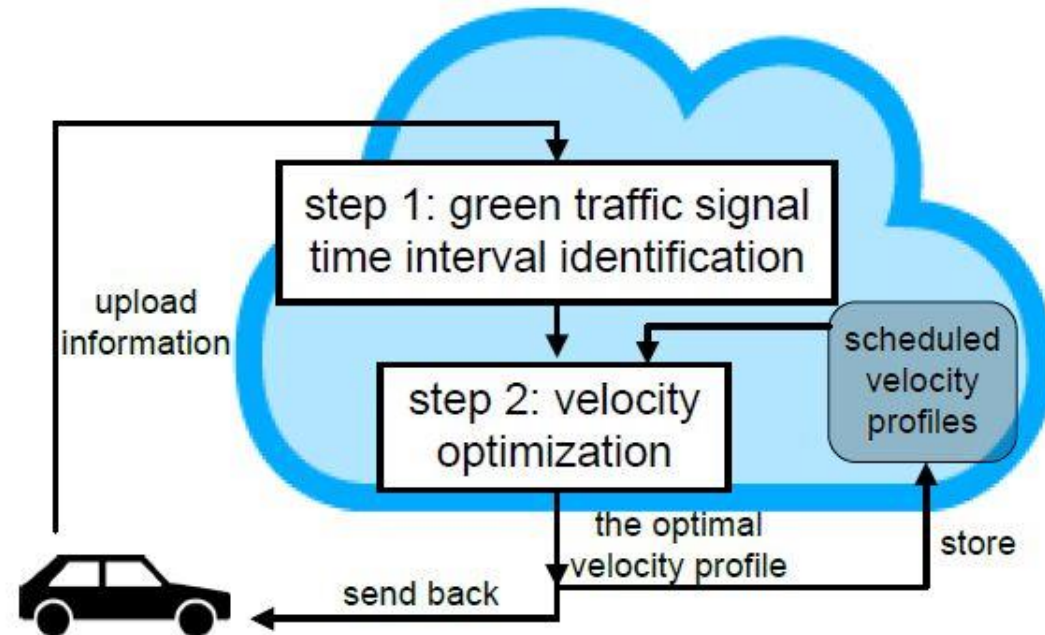 step 1: green traffic signal
time interval identification
upload
information
scheduled
velocity
profiles
step 2: velocity
optimization
the optimal
velocity profile
store
send back